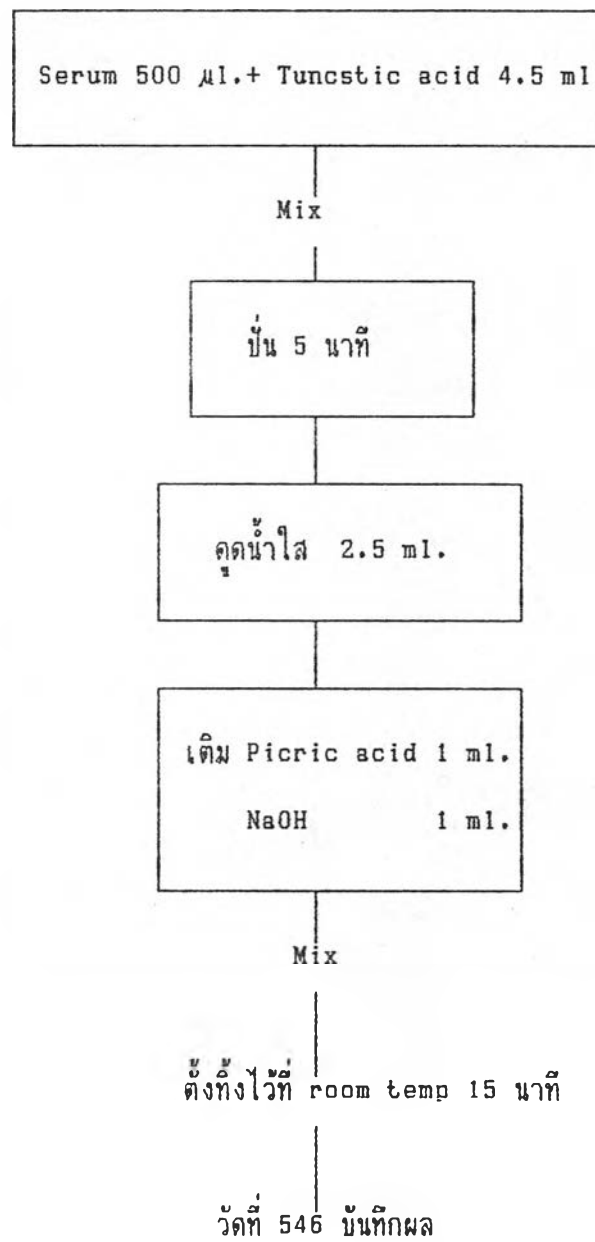 Serum 500 µl.+ Tuncstic acid 4.5 ml
Mix
ปั่น 5 นาที
ดูดน้ำใส 2.5 ml.
เติม Picric acid 1 ml.
NaOH 1 ml.
Mix
ตั้งทิ้งไว้ที่ room temp 15 นาที
วัดที่ 546 บันทึกผล